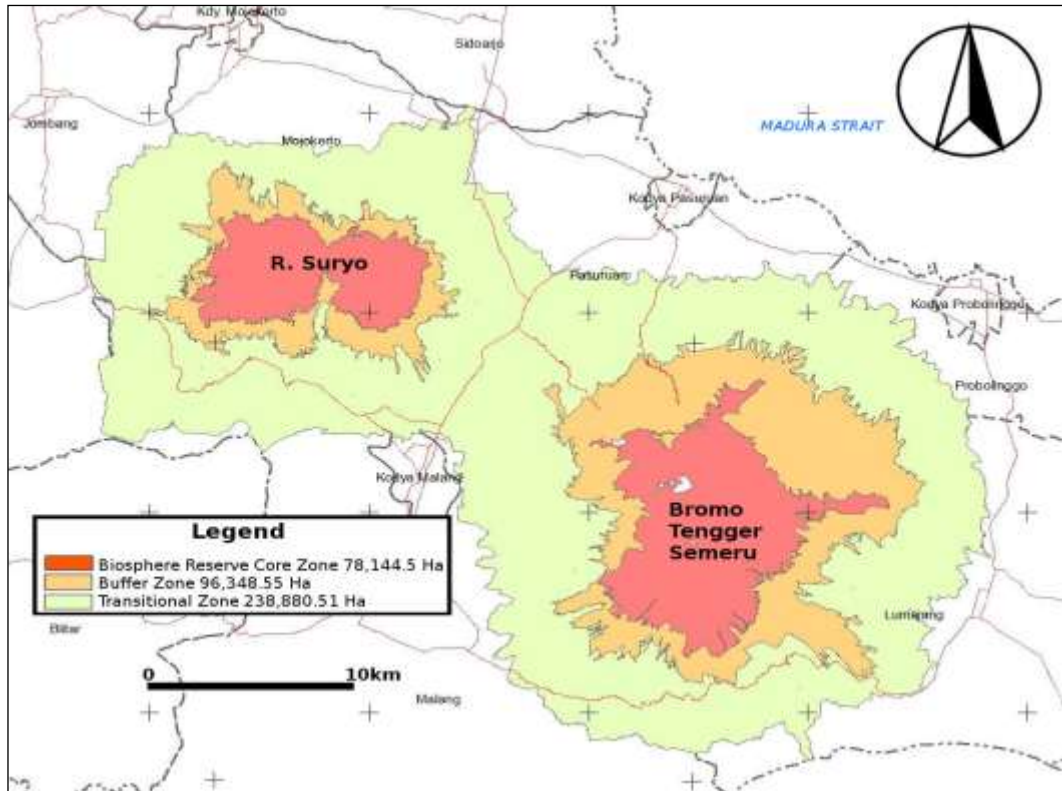 Kdy Mojokerto
Sidoarjo
Jombang
MADURA STRAIT
Mojokerto
Kodya Pasuruan
R. Suryo
Pasuruan
Kodya Probolinggo
Probolinggo
Kodya Malang
Bromo
Tengger
Semeru
Legend
Biosphere Reserve Core Zone 78,144.5 Ha
Buffer Zone 96,348.55 Ha
Transitional Zone 238,880.51 Ha
Blitar
Lumajang
0 10km
Malang